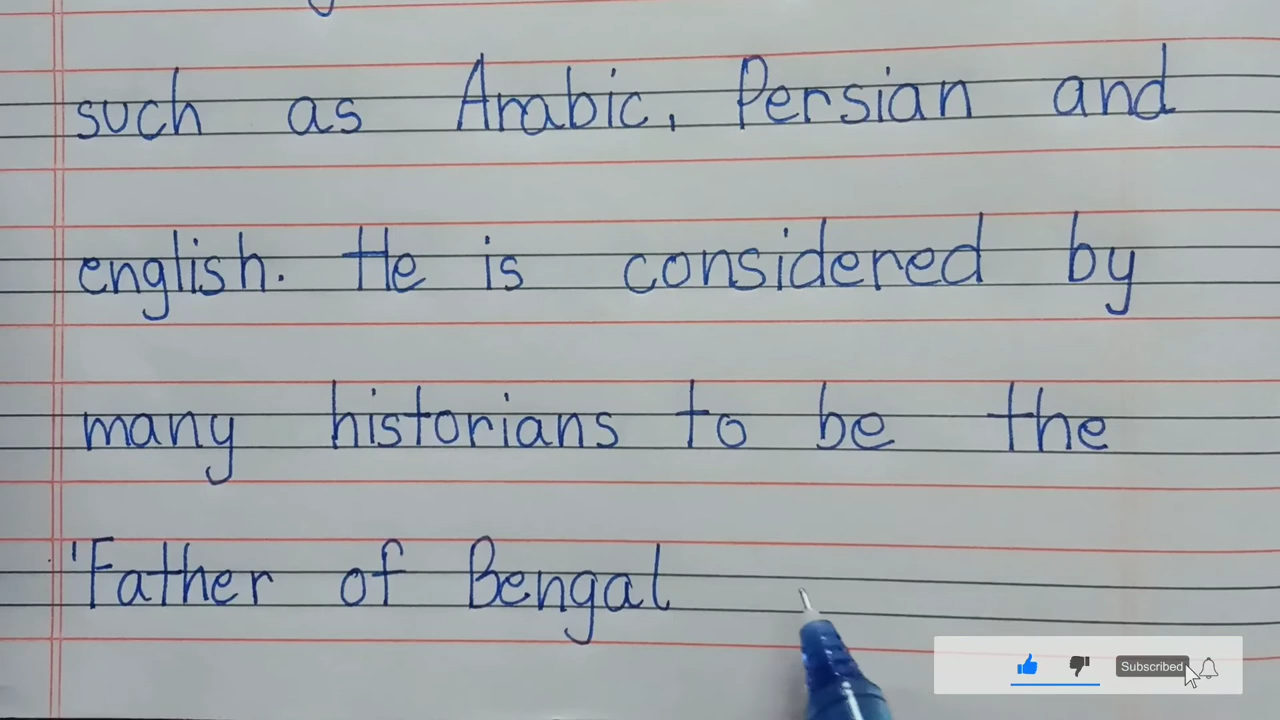 such as Arabic, Persian and
english. He is considered by
many historians to be the
'Father of Bengal
Subscribed